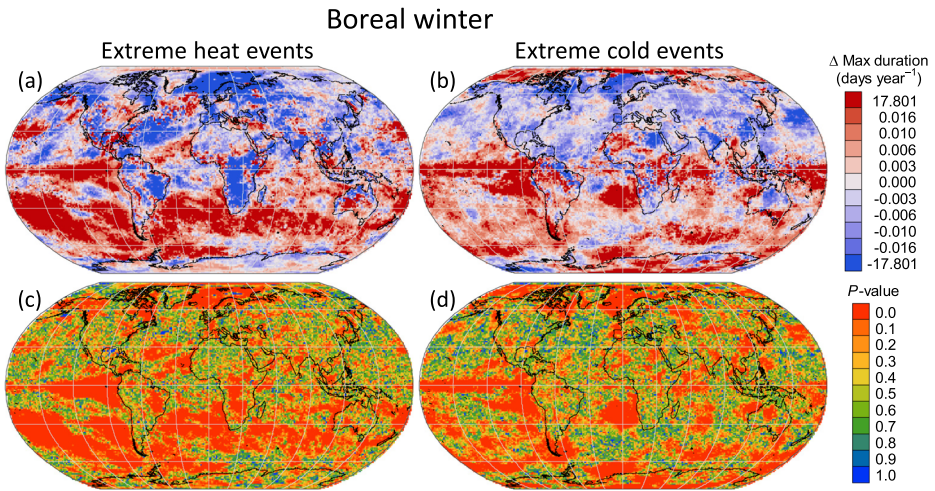 Boreal winter
Extreme heat events
Extreme cold events
(a)
(b)
Δ Max duration
(days year⁻¹)
17.801
0.016
0.010
0.006
0.003
0.000
-0.003
-0.006
-0.010
-0.016
-17.801
(c)
(d)
P-value
0.0
0.1
0.2
0.3
0.4
0.5
0.6
0.7
0.8
0.9
1.0